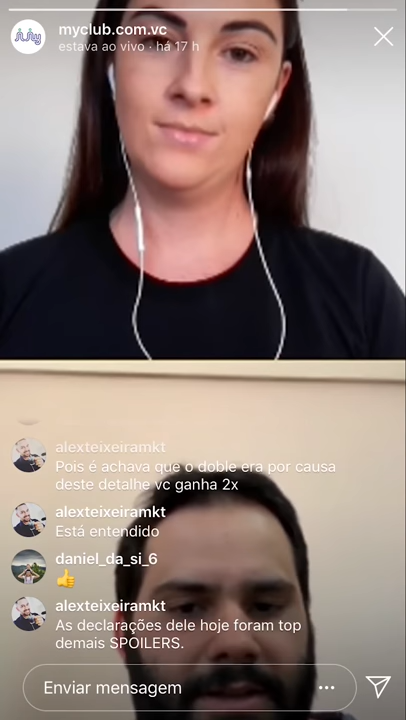 myclub.com.vc
estava ao vivo · há 17 h
alexteixeiramkt
Pois é achava que o doble era por causa
deste detalhe vc ganha 2x
alexteixeiramkt
Está entendido
daniel_da_si_6
👍
alexteixeiramkt
As declarações dele hoje foram top
demais SPOILERS.
Enviar mensagem